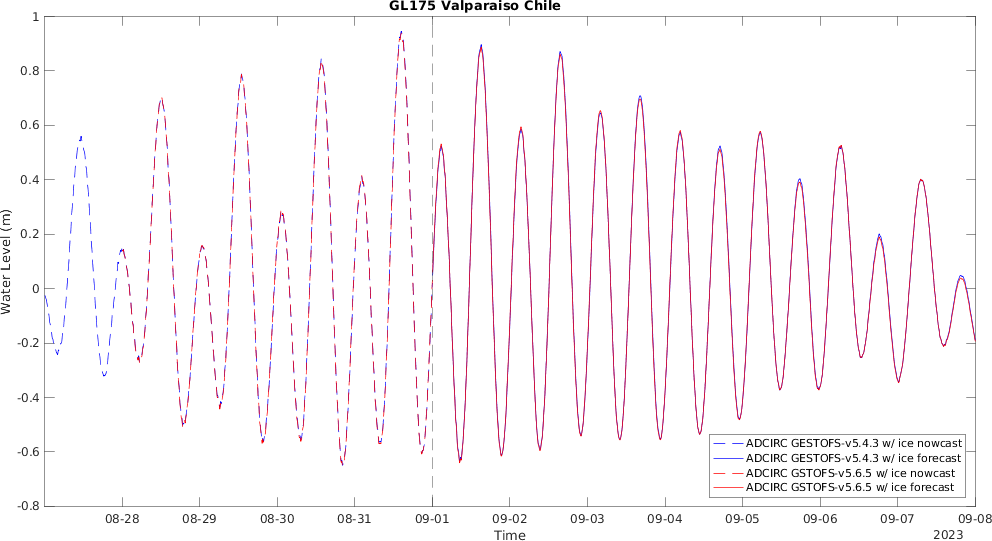 GL175 Valparaiso Chile
1
0.8
0.6
0.4
0.2
0
-0.2
-0.4
-0.6
-0.8
Water Level (m)
ADCIRC GESTOFS-v5.4.3 w/ ice nowcast
ADCIRC GESTOFS-v5.4.3 w/ ice forecast
ADCIRC GSTOFS-v5.6.5 w/ ice nowcast
ADCIRC GSTOFS-v5.6.5 w/ ice forecast
08-28 08-29 08-30 08-31 09-01 09-02 09-03 09-04 09-05 09-06 09-07 09-08
Time
2023